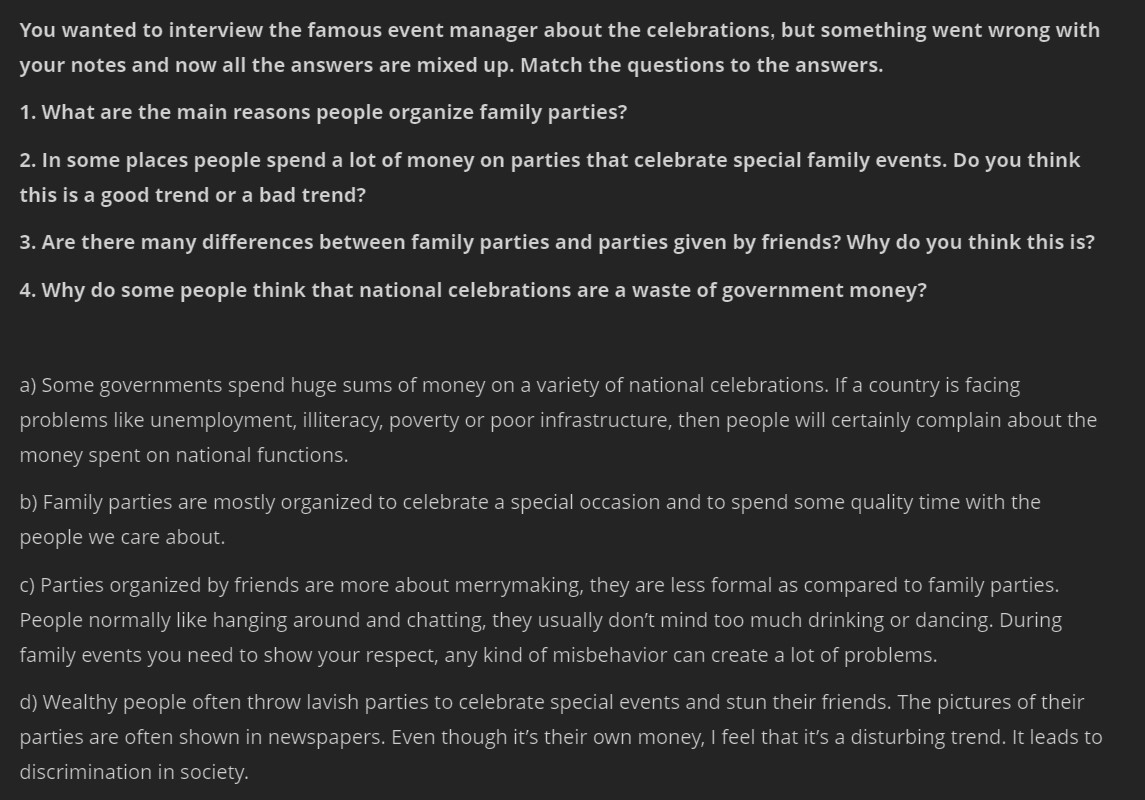 You wanted to interview the famous event manager about the celebrations, but something went wrong with
your notes and now all the answers are mixed up. Match the questions to the answers.
1. What are the main reasons people organize family parties?
2. In some places people spend a lot of money on parties that celebrate special family events. Do you think
this is a good trend or a bad trend?
3. Are there many differences between family parties and parties given by friends? Why do you think this is?
4. Why do some people think that national celebrations are a waste of government money?
a) Some governments spend huge sums of money on a variety of national celebrations. If a country is facing
problems like unemployment, illiteracy, poverty or poor infrastructure, then people will certainly complain about the
money spent on national functions.
b) Family parties are mostly organized to celebrate a special occasion and to spend some quality time with the
people we care about.
c) Parties organized by friends are more about merrymaking, they are less formal as compared to family parties.
People normally like hanging around and chatting, they usually don’t mind too much drinking or dancing. During
family events you need to show your respect, any kind of misbehavior can create a lot of problems.
d) Wealthy people often throw lavish parties to celebrate special events and stun their friends. The pictures of their
parties are often shown in newspapers. Even though it’s their own money, I feel that it’s a disturbing trend. It leads to
discrimination in society.